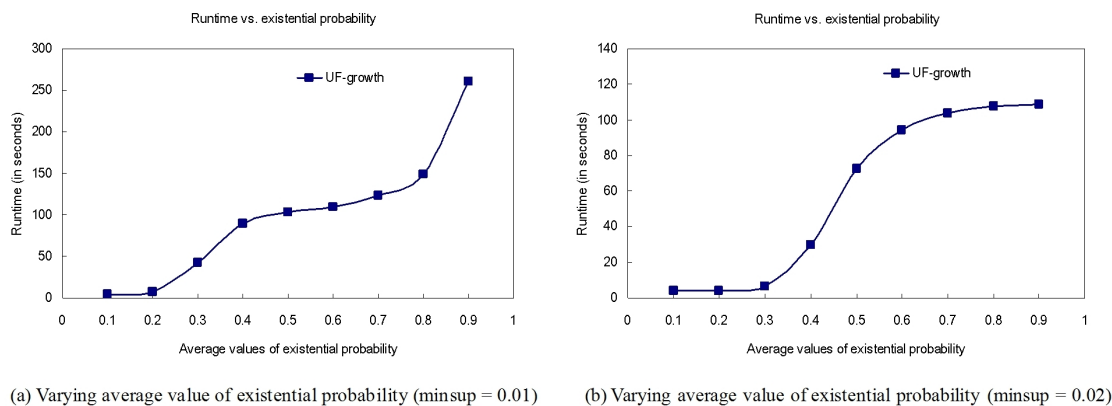 Runtime vs. existential probability
300
250
200
150
100
50
0
Runtime (in seconds)
UF-growth
0 0.1 0.2 0.3 0.4 0.5 0.6 0.7 0.8 0.9 1
Average values of existential probability
(a) Varying average value of existential probability (minsup = 0.01)
Runtime vs. existential probability
140
120
100
80
60
40
20
0
Runtime (in seconds)
UF-growth
0 0.1 0.2 0.3 0.4 0.5 0.6 0.7 0.8 0.9 1
Average values of existential probability
(b) Varying average value of existential probability (minsup = 0.02)